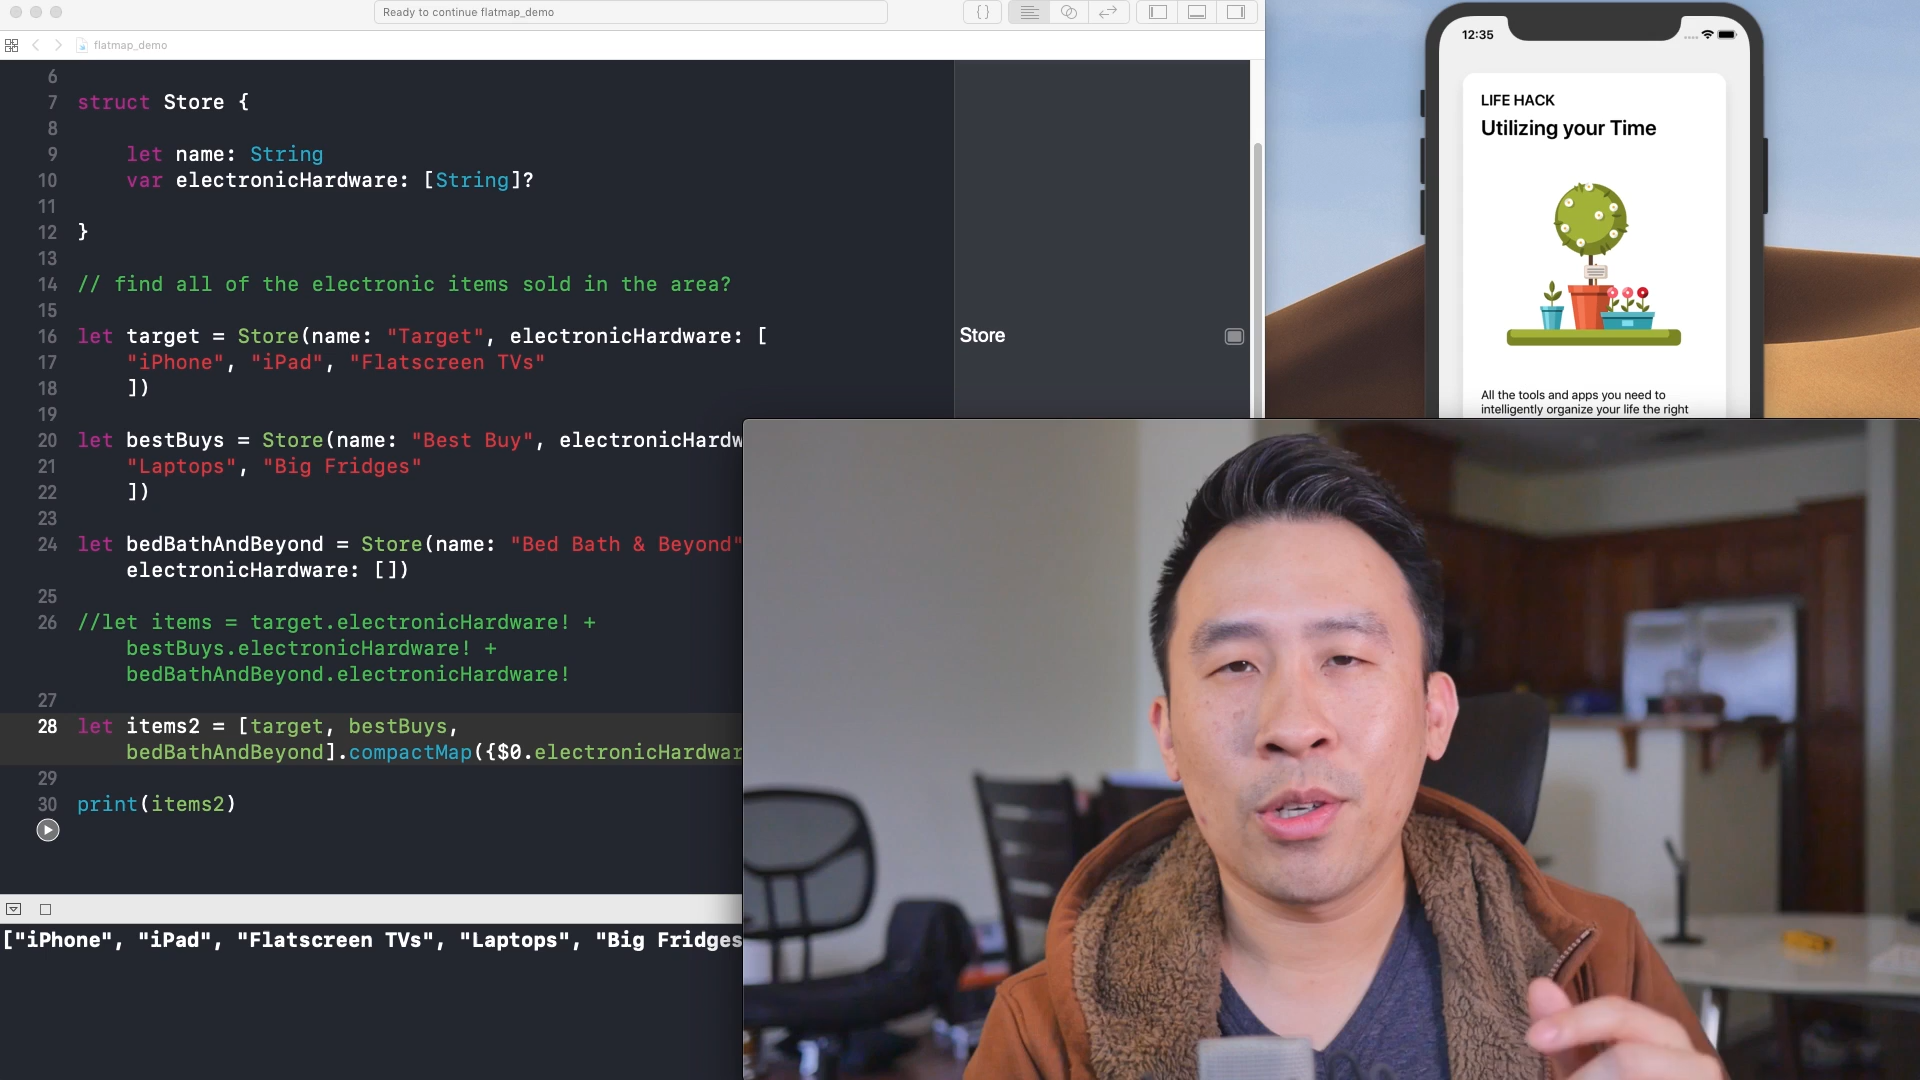 Ready to continue flatmap_demo
flatmap_demo
6
7 struct Store {
8
9 let name: String
10 var electronicHardware: [String]?
11
12 }
13
14 // find all of the electronic items sold in the area?
15
16 let target = Store(name: "Target", electronicHardware: [
17 "iPhone", "iPad", "Flatscreen TVs"
18 ])
19
20 let bestBuys = Store(name: "Best Buy", electronicHardw
21 "Laptops", "Big Fridges"
22 ])
23
24 let bedBathAndBeyond = Store(name: "Bed Bath & Beyond"
electronicHardware: [])
25
26 //let items = target.electronicHardware! +
bestBuys.electronicHardware! +
bedBathAndBeyond.electronicHardware!
27
28 let items2 = [target, bestBuys,
bedBathAndBeyond].compactMap({$0.electronicHardwar
29
30 print(items2)
["iPhone", "iPad", "Flatscreen TVs", "Laptops", "Big Fridges
Store
12:35
LIFE HACK
Utilizing your Time
All the tools and apps you need to
intelligently organize your life the right